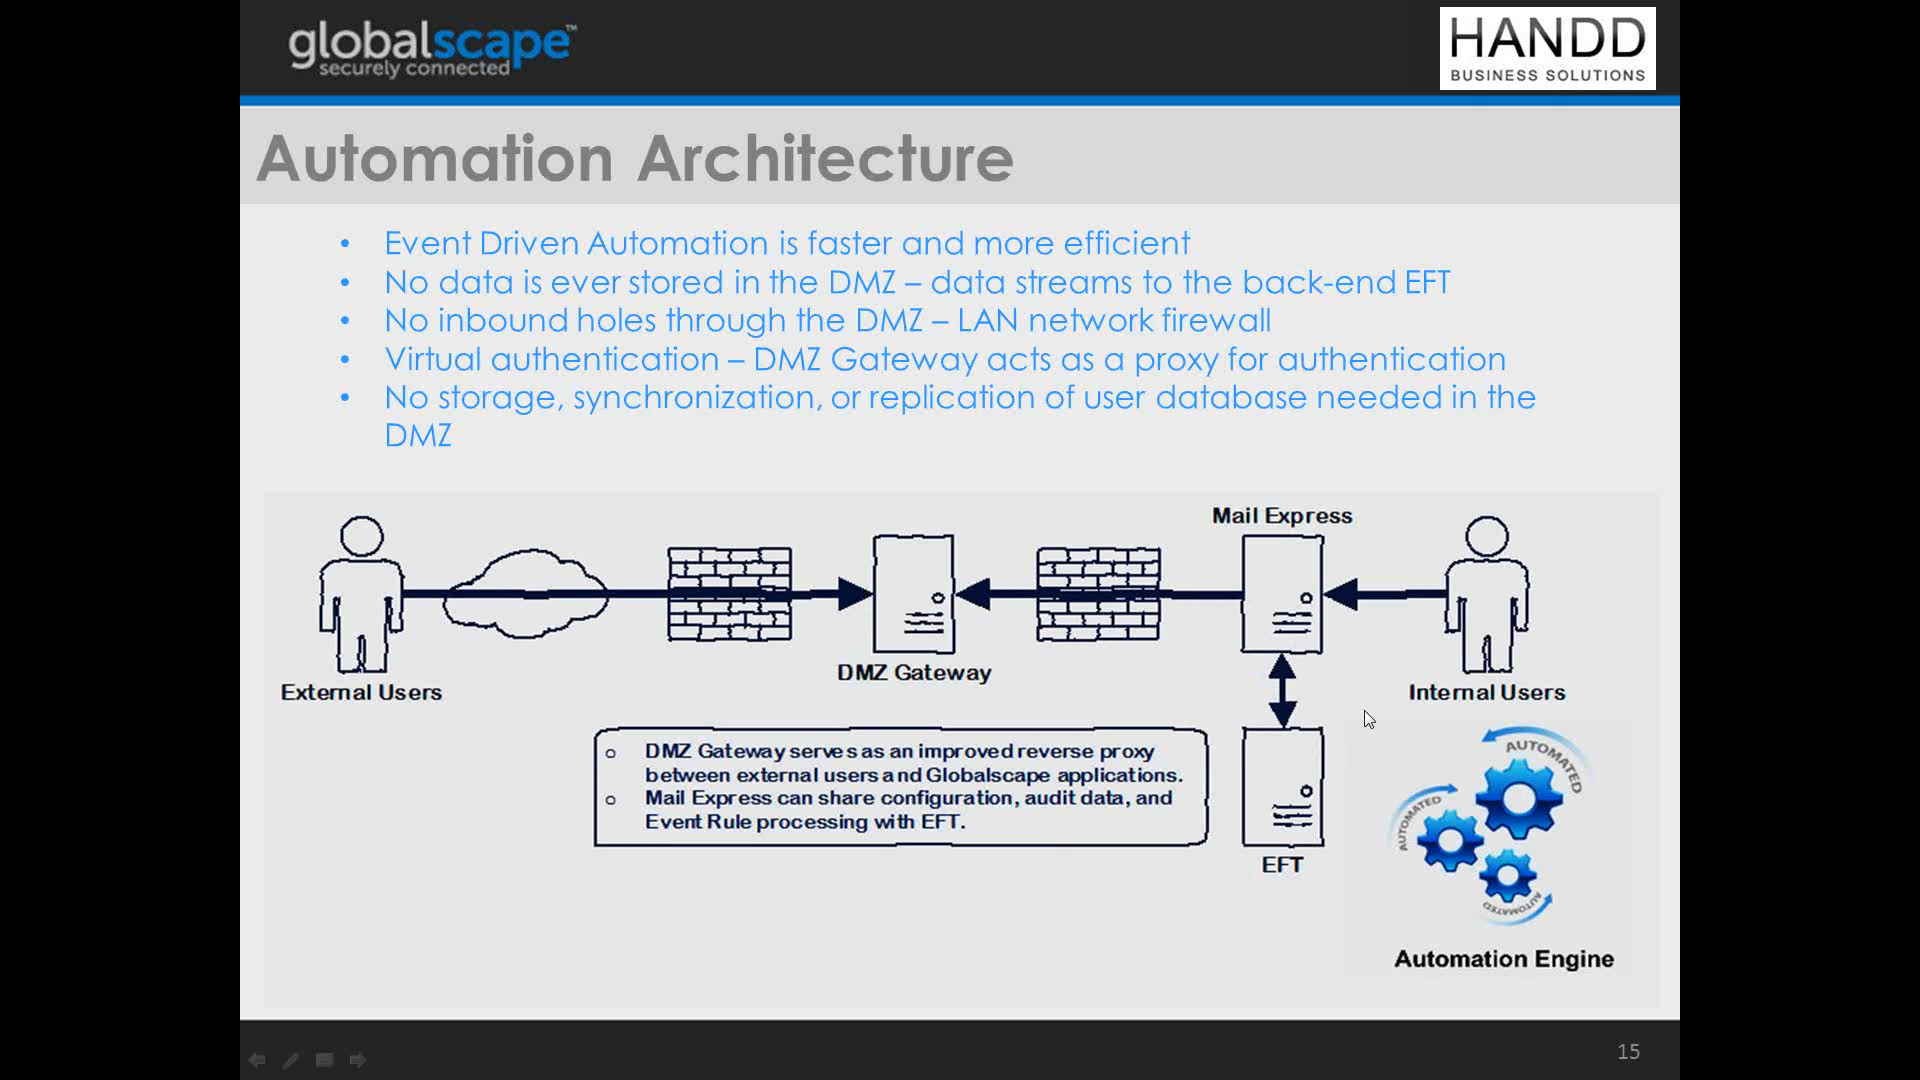 globalscape™
securely connected
HANDD
BUSINESS SOLUTIONS
Automation Architecture
• Event Driven Automation is faster and more efficient
• No data is ever stored in the DMZ – data streams to the back-end EFT
• No inbound holes through the DMZ – LAN network firewall
• Virtual authentication – DMZ Gateway acts as a proxy for authentication
• No storage, synchronization, or replication of user database needed in the
DMZ
Mail Express
DMZ Gateway
External Users
Internal Users
o DMZ Gateway serves as an improved reverse proxy
between external users and Globalscape applications.
o Mail Express can share configuration, audit data, and
Event Rule processing with EFT.
EFT
AUTOMATED
AUTOMATED
AUTOMATED
Automation Engine
15